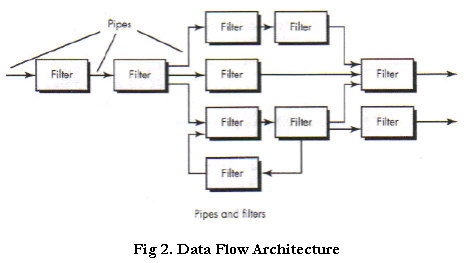 Pipes
Filter Filter
Filter Filter Filter Filter
Filter Filter Filter
Filter
Pipes and filters
Fig 2. Data Flow Architecture